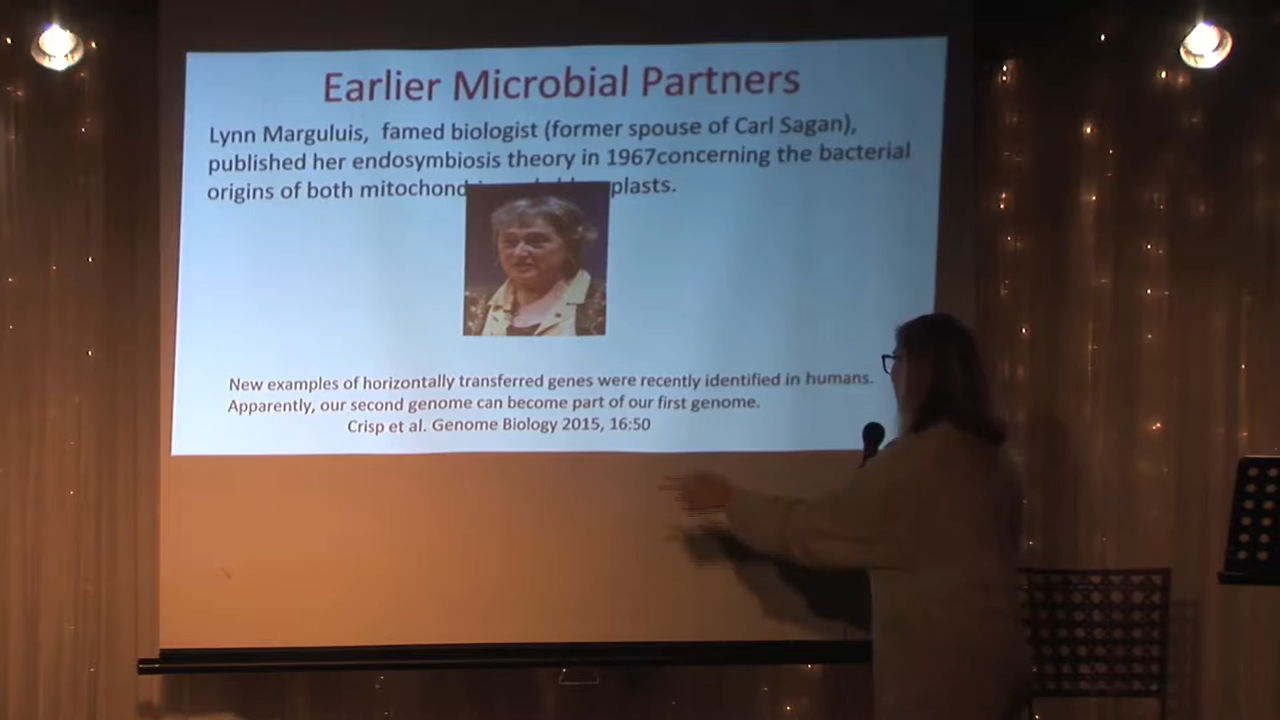 Earlier Microbial Partners
Lynn Marguluis, famed biologist (former spouse of Carl Sagan),
published her endosymbiosis theory in 1967concerning the bacterial
origins of both plasts.
New examples of horizontally transferred genes were recently identified in humans.
Apparently, our second genome can become part of our first genome.
Crisp et al. Genome Biology 2015, 16:50